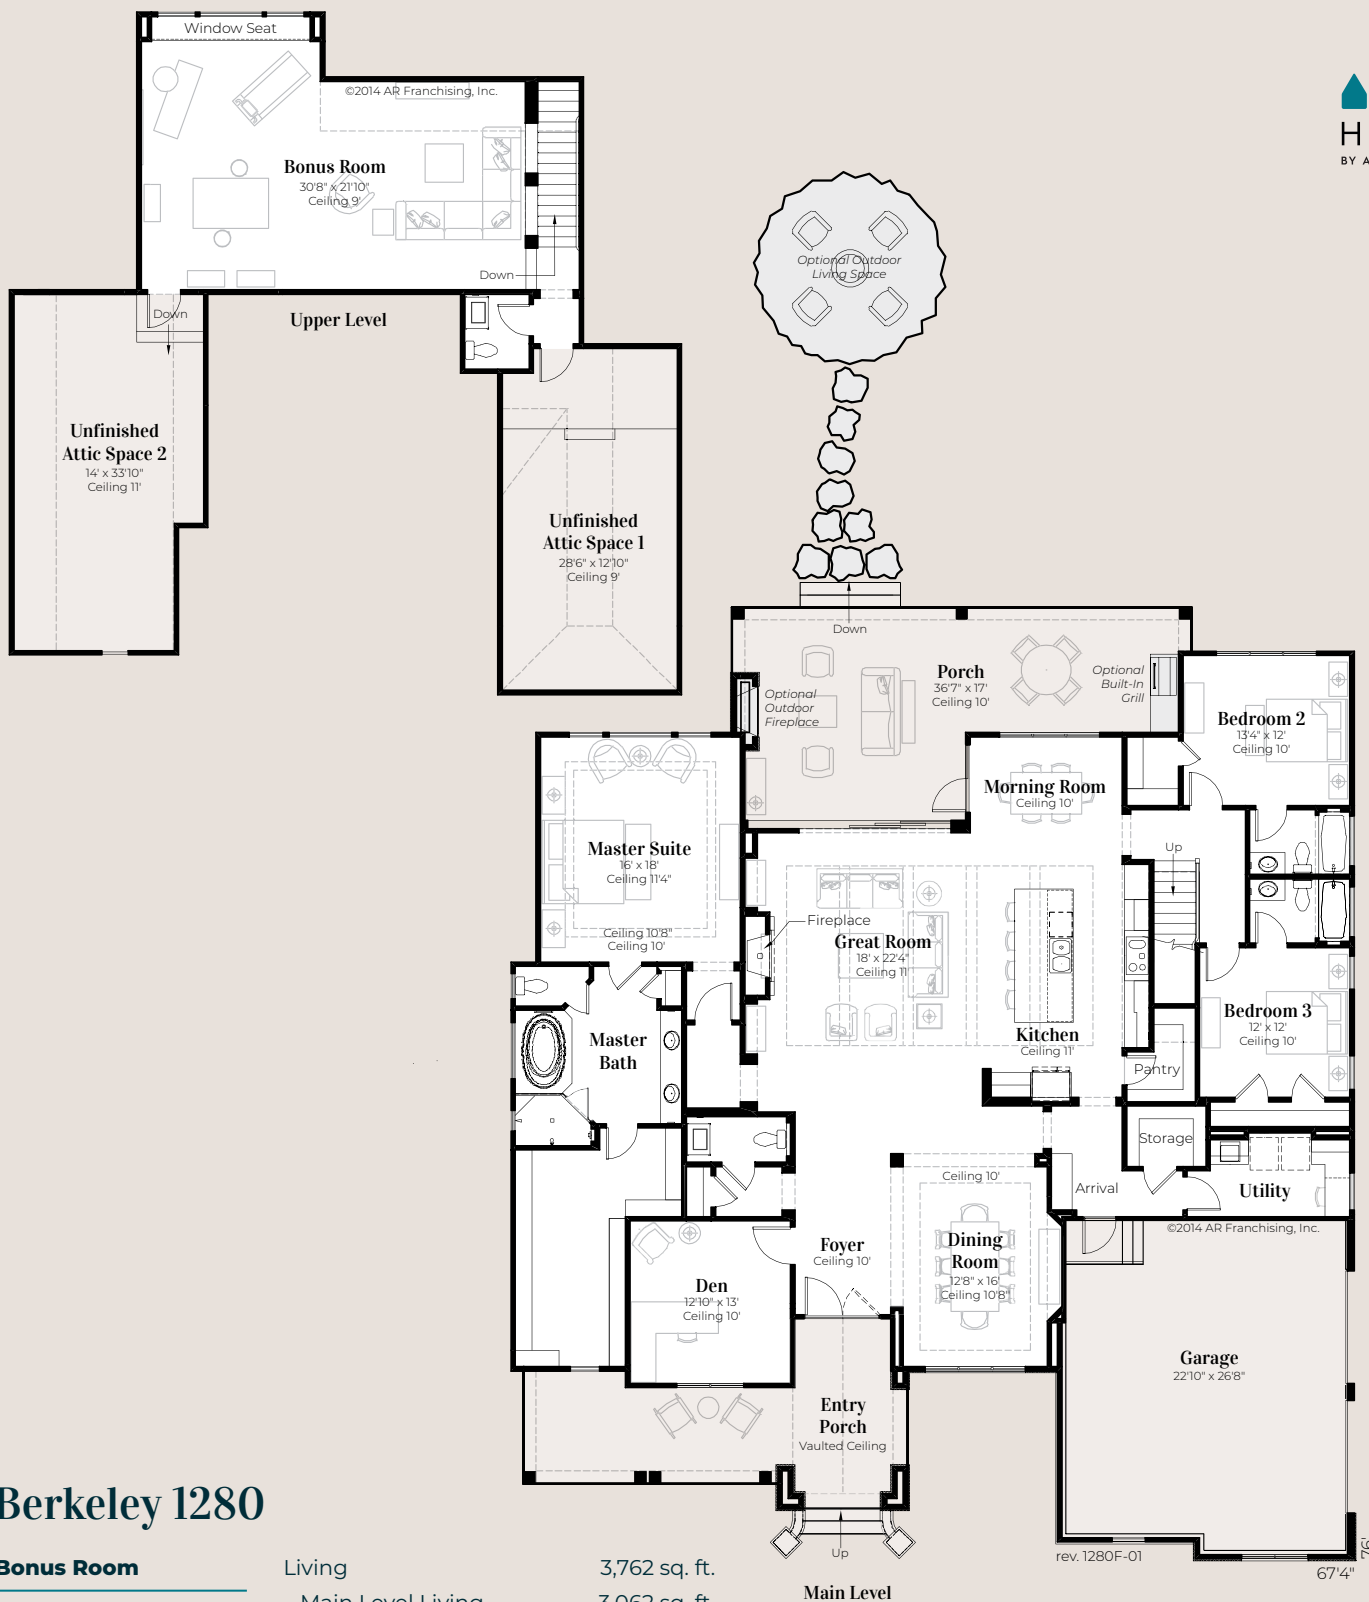 Window Seat
©2014 AR Franchising, Inc.
Bonus Room
30'8" x 21'10"
Ceiling 9'
Down
Down
Upper Level
Unfinished
Attic Space 2
14' x 33'10"
Ceiling 11'
Unfinished
Attic Space 1
28'6" x 12'10"
Ceiling 9'
H
BY A
Optional Outdoor
Living Space
Down
Porch
36'7" x 17'
Ceiling 10'
Optional
Outdoor
Fireplace
Optional
Built-In
Grill
Bedroom 2
13'4" x 12'
Ceiling 10'
Morning Room
Ceiling 10'
Master Suite
16' x 18'
Ceiling 11'4"
Ceiling 10'8"
Ceiling 10'
Up
Fireplace
Great Room
18' x 22'4"
Ceiling 11'
Kitchen
Ceiling 11'
Bedroom 3
12' x 12'
Ceiling 10'
Master
Bath
Pantry
Storage
Utility
Arrival
Ceiling 10'
Dining
Room
12'8" x 16'
Ceiling 10'8"
Foyer
Ceiling 10'
Den
12'10" x 13'
Ceiling 10'
©2014 AR Franchising, Inc.
Garage
22'10" x 26'8"
Entry
Porch
Vaulted Ceiling
Up
rev. 1280F-01
76'
67'4"
Main Level
Berkeley 1280
Bonus Room
Living 3,762 sq. ft.
Main Level Living 3,062 sq. ft.